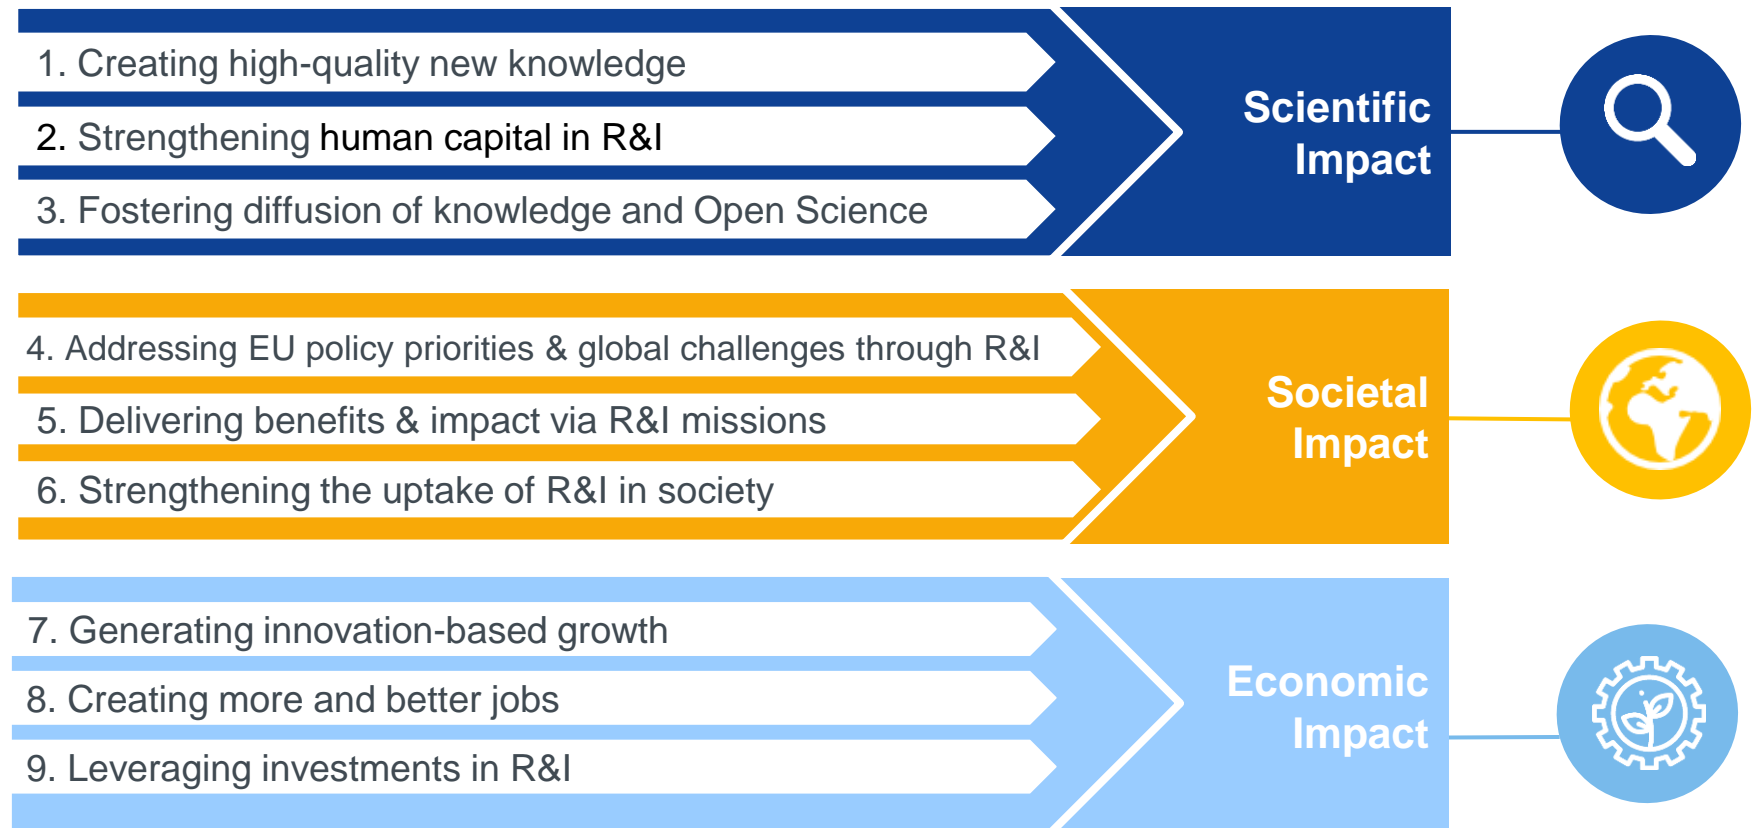 1. Creating high-quality new knowledge
2. Strengthening human capital in R&I
3. Fostering diffusion of knowledge and Open Science
Scientific
Impact
4. Addressing EU policy priorities & global challenges through R&I
5. Delivering benefits & impact via R&I missions
6. Strengthening the uptake of R&I in society
Societal
Impact
7. Generating innovation-based growth
8. Creating more and better jobs
9. Leveraging investments in R&I
Economic
Impact